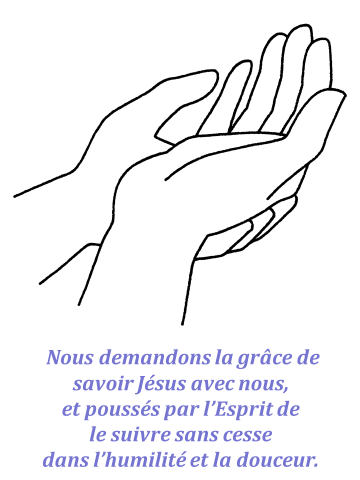 Nous demandons la grâce de
savoir Jésus avec nous,
et poussés par l’Esprit de
le suivre sans cesse
dans l’humilité et la douceur.